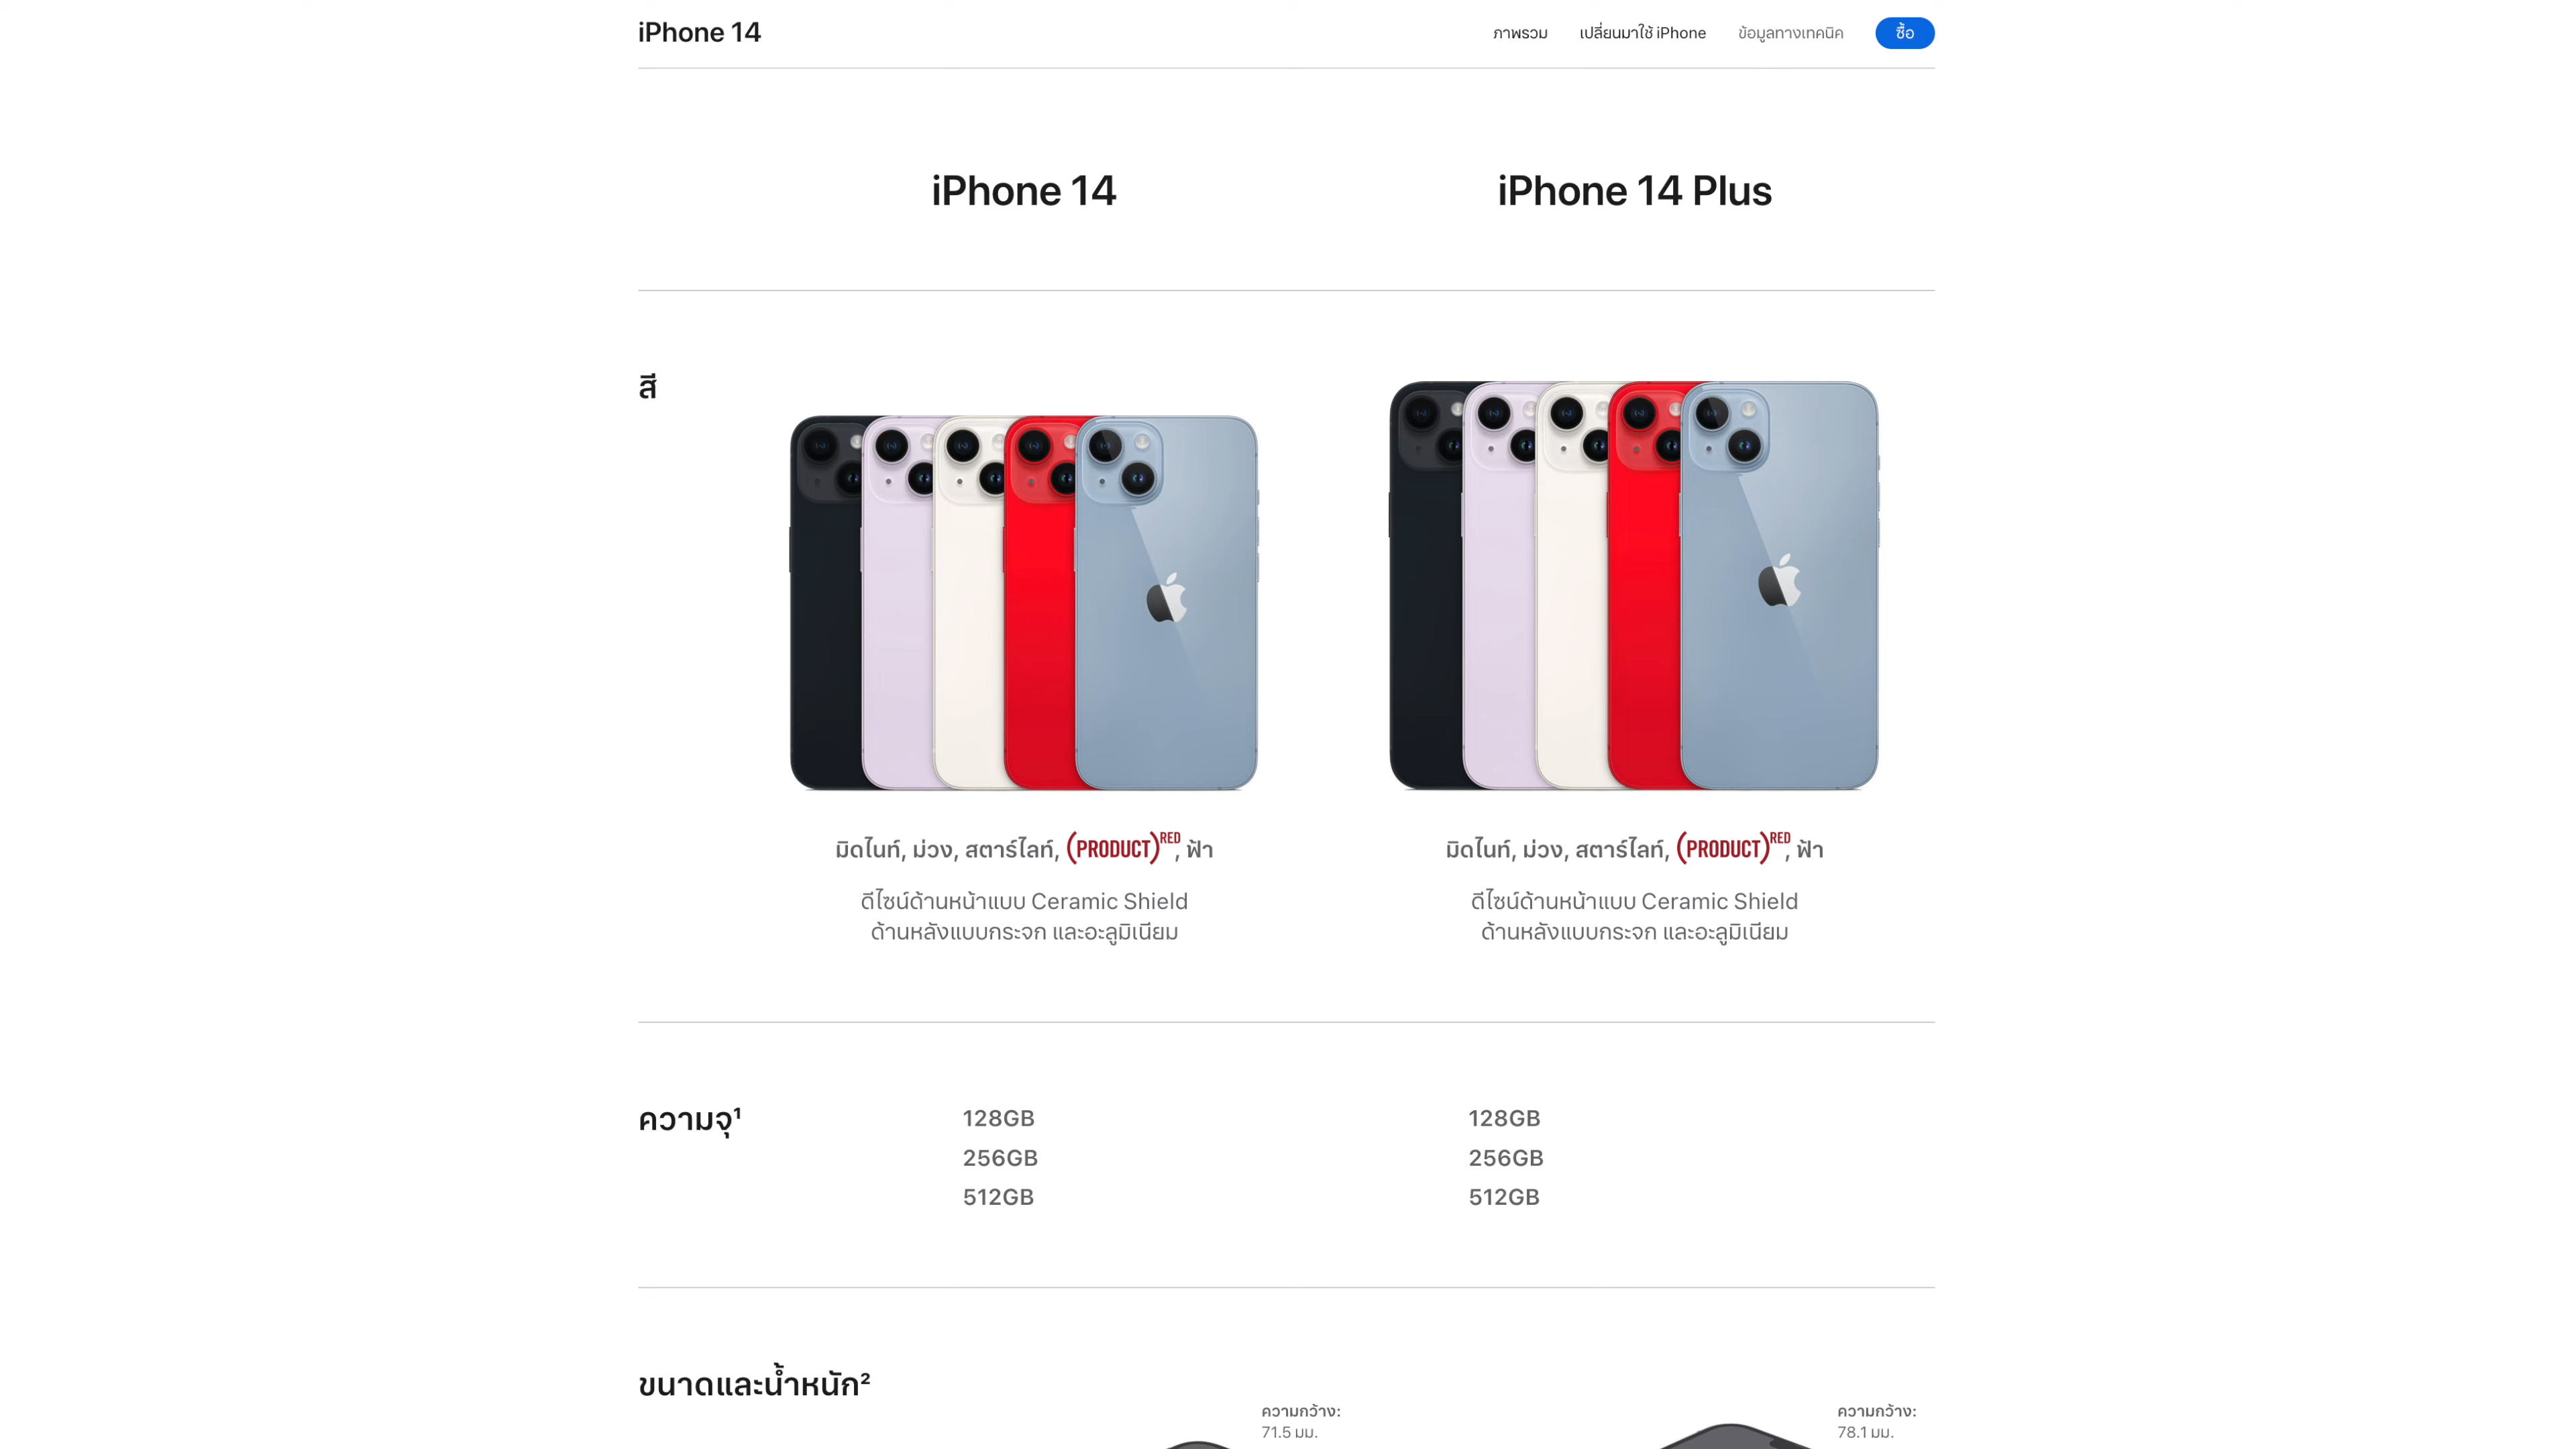 iPhone 14
ภาพรวม เปลี่ยนมาใช้ iPhone ข้อมูลทางเทคนิค ซื้อ
iPhone 14
iPhone 14 Plus
สี
มิดไนท์, ม่วง, สตาร์ไลท์, (PRODUCT)RED, ฟ้า
ดีไซน์ด้านหน้าแบบ Ceramic Shield
ด้านหลังแบบกระจก และอะลูมิเนียม
มิดไนท์, ม่วง, สตาร์ไลท์, (PRODUCT)RED, ฟ้า
ดีไซน์ด้านหน้าแบบ Ceramic Shield
ด้านหลังแบบกระจก และอะลูมิเนียม
ความจุ¹
128GB
256GB
512GB
128GB
256GB
512GB
ขนาดและน้ำหนัก²
ความกว้าง:
71.5 มม.
ความกว้าง:
78.1 มม.